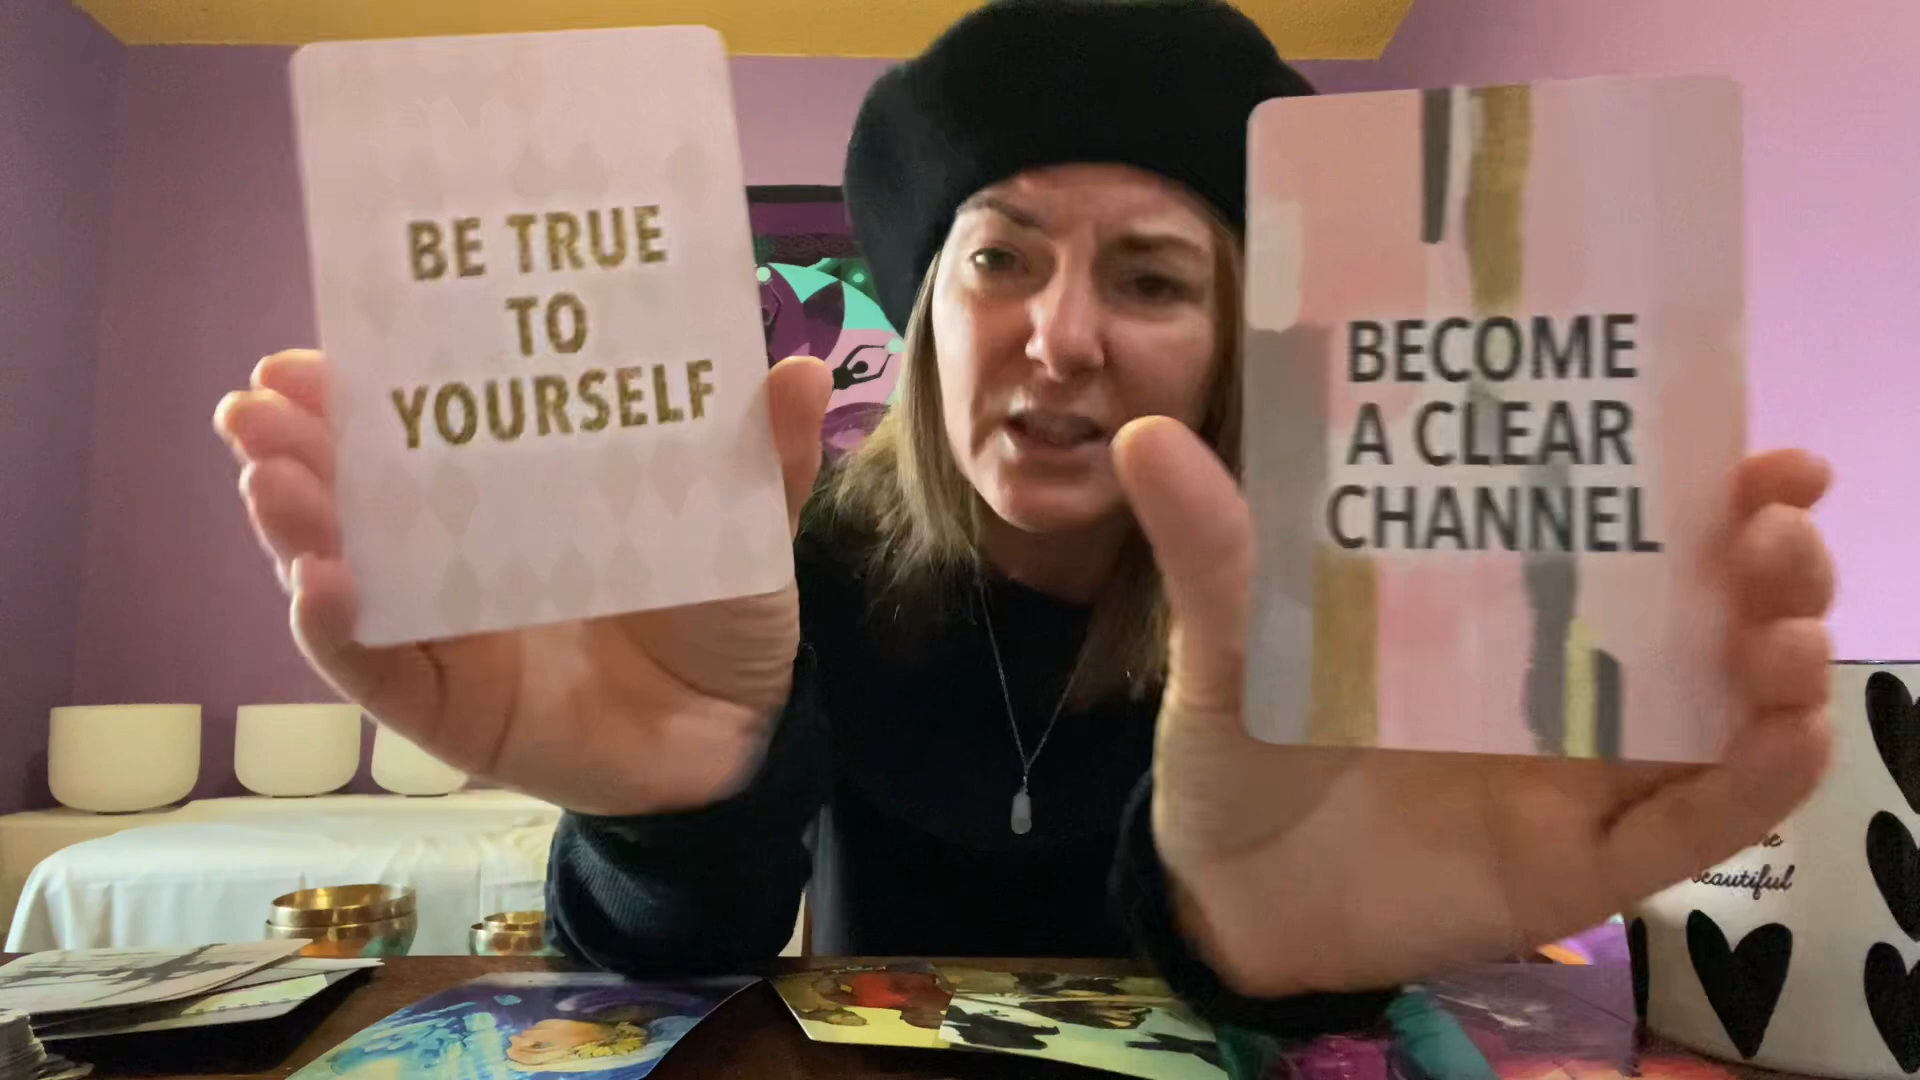 BE TRUE
TO
YOURSELF
BECOME
A CLEAR
CHANNEL
beautiful